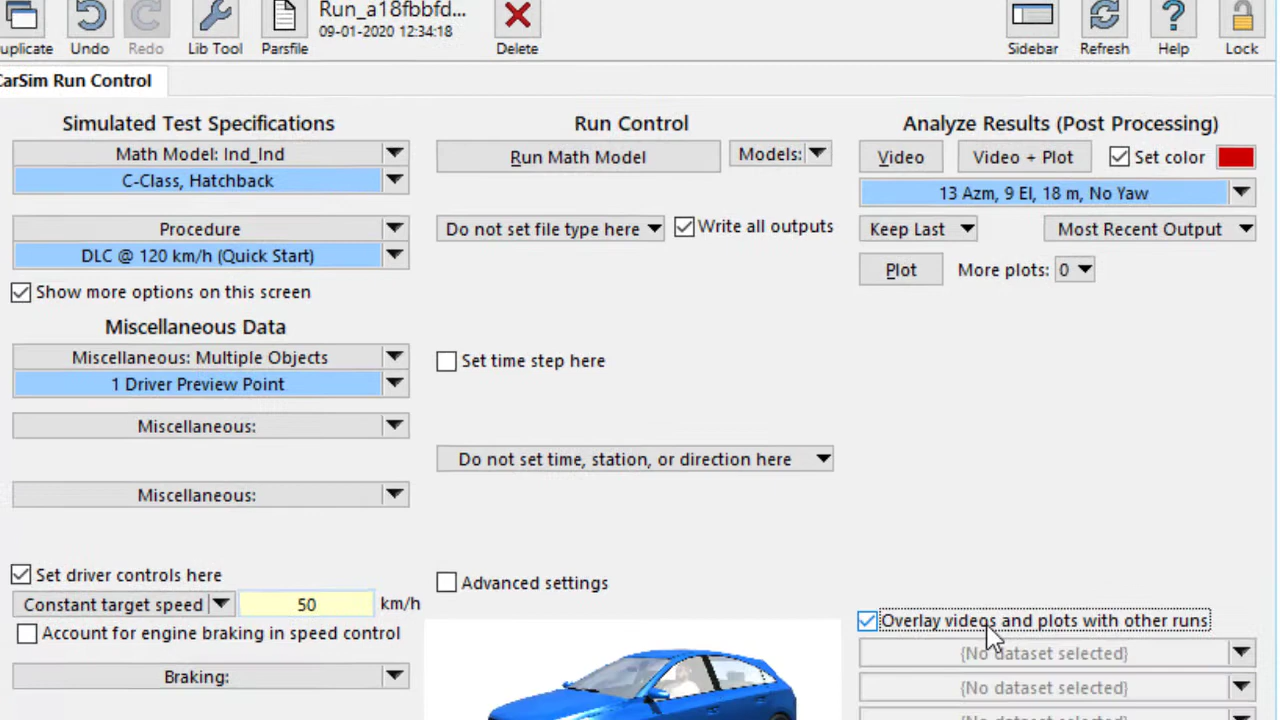 uplicate
Undo
Redo
Lib Tool
Parsfile
Run_a18fbbfd...
09-01-2020 12:34:18
Delete
Sidebar
Refresh
Help
Lock
CarSim Run Control
Simulated Test Specifications
Math Model: Ind_Ind
C-Class, Hatchback
Procedure
DLC @ 120 km/h (Quick Start)
Show more options on this screen
Miscellaneous Data
Miscellaneous: Multiple Objects
1 Driver Preview Point
Miscellaneous:
Miscellaneous:
Set driver controls here
Constant target speed 50 km/h
Account for engine braking in speed control
Braking:
Run Control
Run Math Model
Models:
Do not set file type here
Write all outputs
Set time step here
Do not set time, station, or direction here
Advanced settings
Analyze Results (Post Processing)
Video
Video + Plot
Set color
13 Azm, 9 El, 18 m, No Yaw
Keep Last
Most Recent Output
Plot
More plots: 0
Overlay videos and plots with other runs
{No dataset selected}
{No dataset selected}
{No dataset selected}